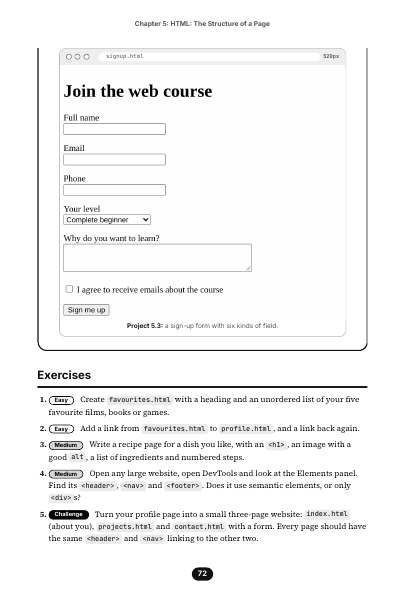 Chapter 5: HTML: The Structure of a Page
signup.html
520px
Join the web course
Full name
Email
Phone
Your level
Complete beginner
Why do you want to learn?
I agree to receive emails about the course
Sign me up
Project 5.3: a sign-up form with six kinds of field.
Exercises
1. Easy Create favourites.html with a heading and an unordered list of your five
favourite films, books or games.
2. Easy Add a link from favourites.html to profile.html, and a link back again.
3. Medium Write a recipe page for a dish you like, with an <h1>, an image with a
good alt, a list of ingredients and numbered steps.
4. Medium Open any large website, open DevTools and look at the Elements panel.
Find its <header>, <nav> and <footer>. Does it use semantic elements, or only
<div>s?
5. Challenge Turn your profile page into a small three-page website: index.html
(about you), projects.html and contact.html with a form. Every page should have
the same <header> and <nav> linking to the other two.
72